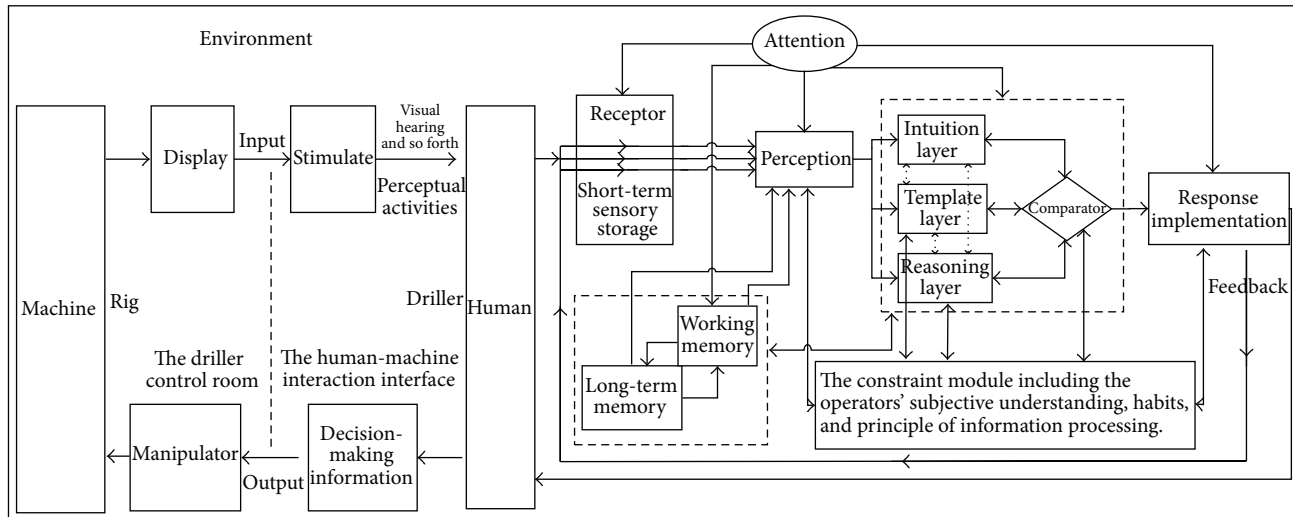 Environment
Attention
Machine
Rig
Display
Input
Stimulate
Visual
hearing
and so forth
Perceptual
activities
Driller
Human
Receptor
Short-term
sensory
storage
Perception
Intuition
layer
Template
layer
Reasoning
layer
Comparator
Response
implementation
Feedback
Working
memory
Long-term
memory
The constraint module including the
operators’ subjective understanding, habits,
and principle of information processing.
The driller
control room
The human-machine
interaction interface
Manipulator
Output
Decision-
making
information